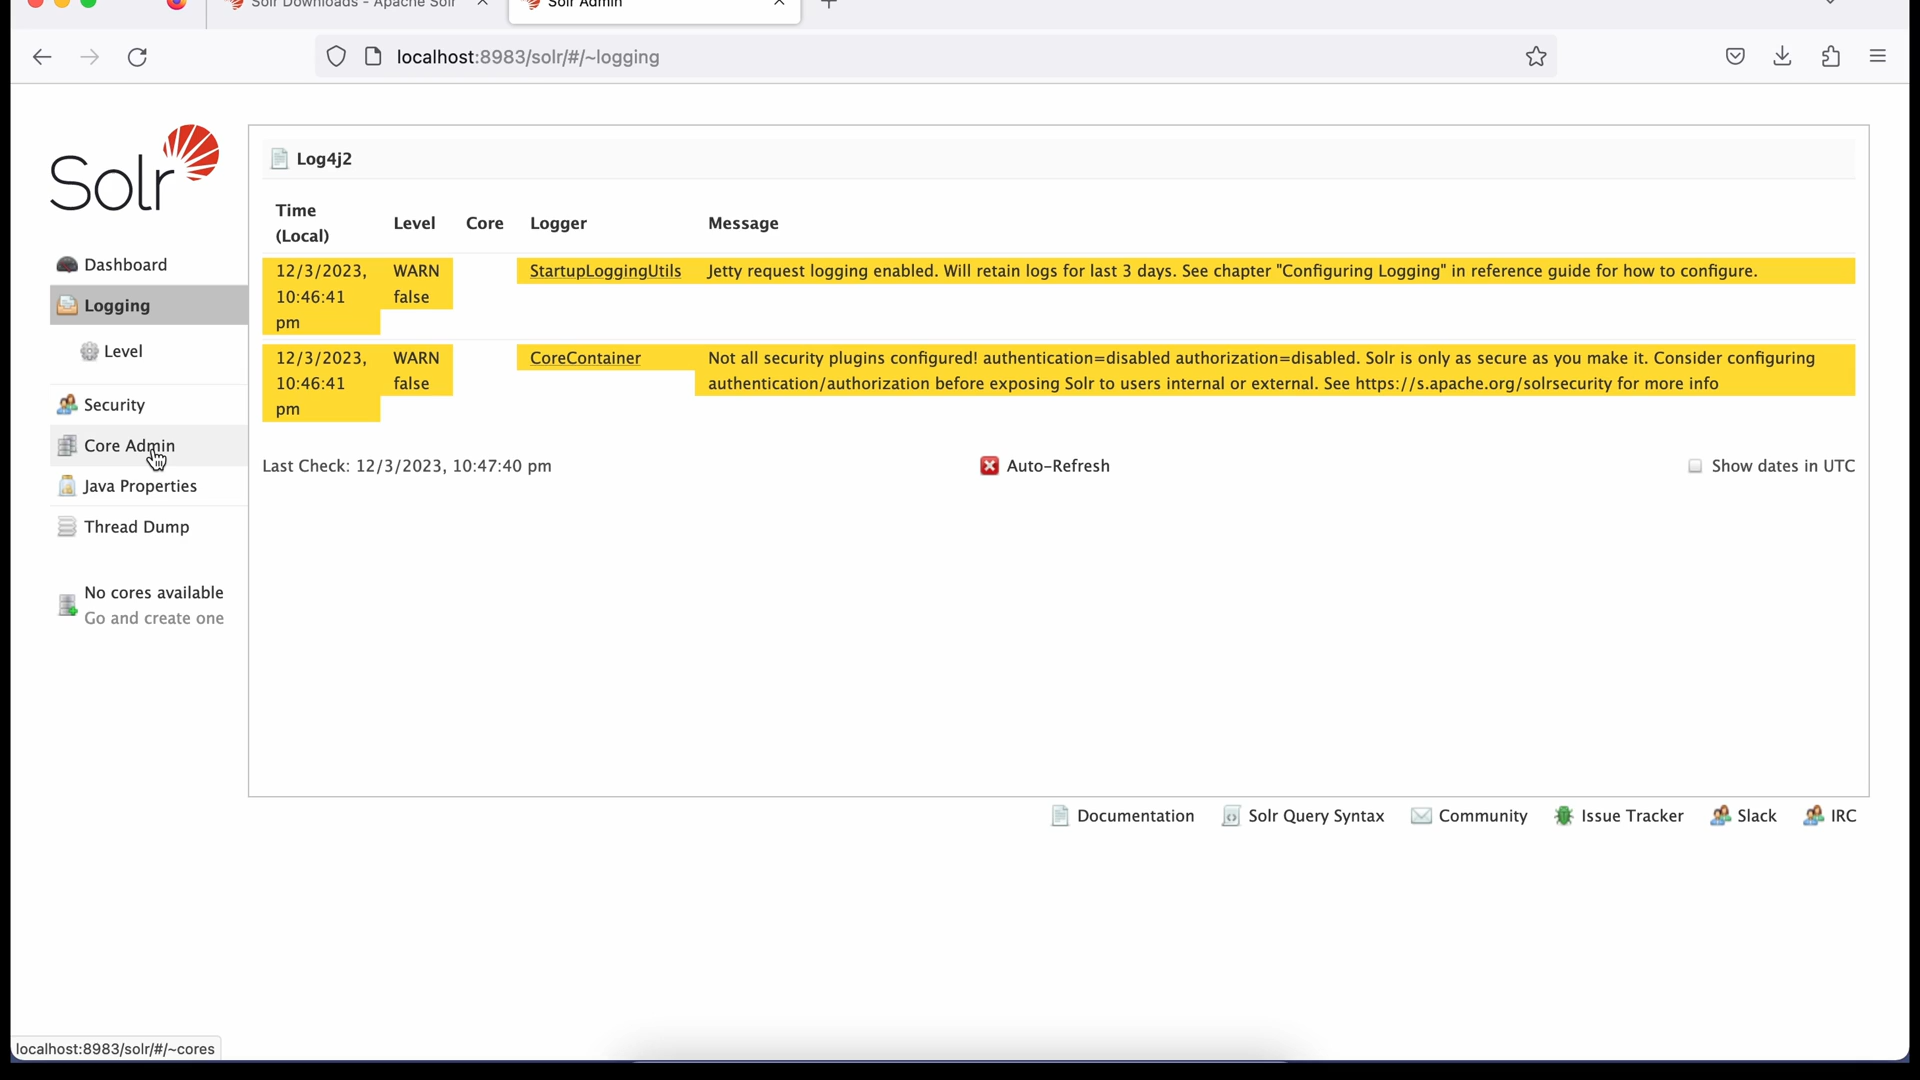 Solr Downloads - Apache Solr
Solr Admin
localhost:8983/solr/#/~logging
Solr
Log4j2
Time
(Local)
Level
Core
Logger
Message
12/3/2023,
10:46:41
pm
WARN
false
StartupLoggingUtils
Jetty request logging enabled. Will retain logs for last 3 days. See chapter "Configuring Logging" in reference guide for how to configure.
12/3/2023,
10:46:41
pm
WARN
false
CoreContainer
Not all security plugins configured! authentication=disabled authorization=disabled. Solr is only as secure as you make it. Consider configuring
authentication/authorization before exposing Solr to users internal or external. See https://s.apache.org/solrsecurity for more info
Last Check: 12/3/2023, 10:47:40 pm
Auto-Refresh
Show dates in UTC
Dashboard
Logging
Level
Security
Core Admin
Java Properties
Thread Dump
No cores available
Go and create one
Documentation
Solr Query Syntax
Community
Issue Tracker
Slack
IRC
localhost:8983/solr/#/~cores